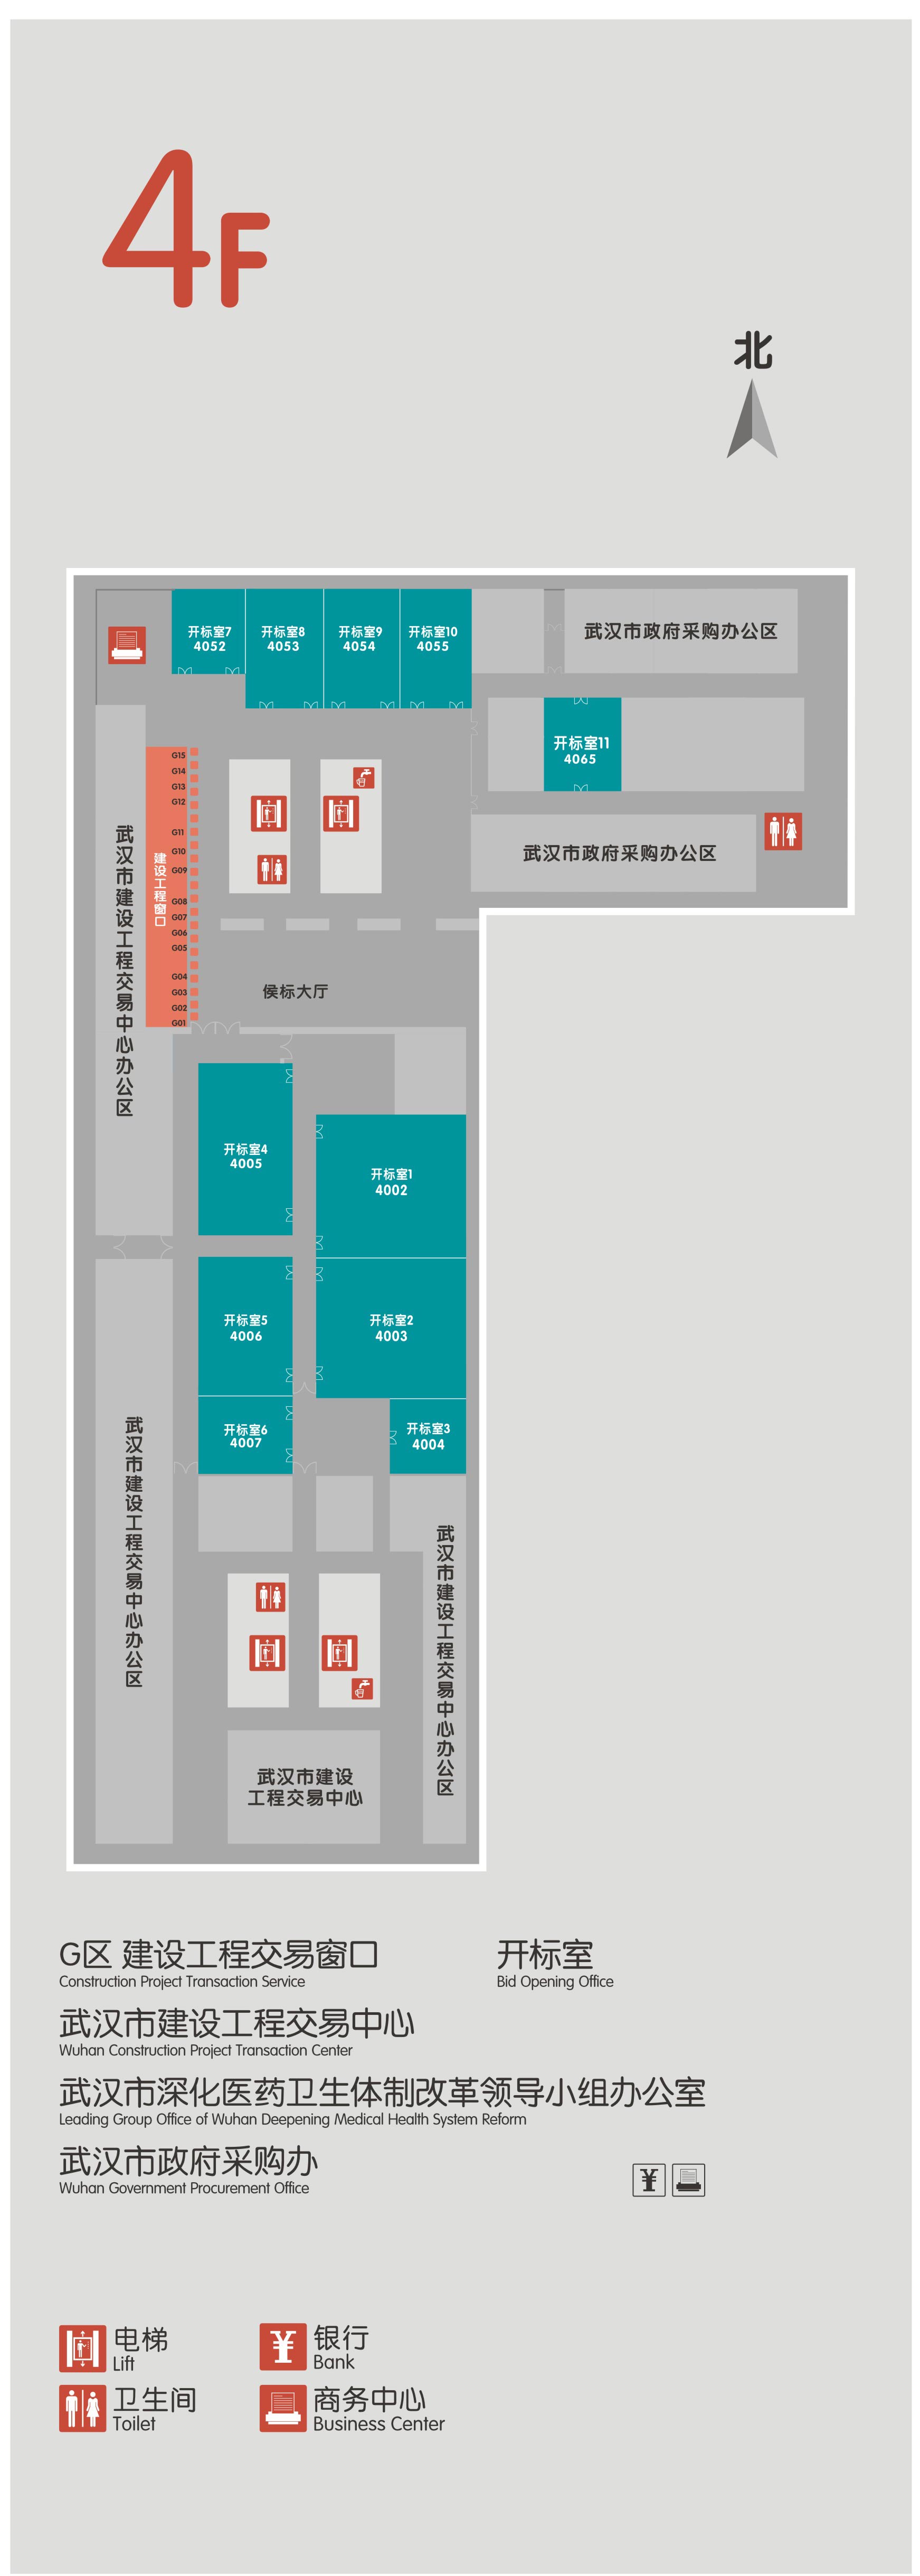 4F
北
开标室7
4052
开标室8
4053
开标室9
4054
开标室10
4055
武汉市政府采购办公区
开标室11
4065
武汉市政府采购办公区
武汉市建设工程交易中心办公区
建设工程窗口
G15
G14
G13
G12
G11
G10
G09
G08
G07
G06
G05
G04
G03
G02
G01
侯标大厅
开标室4
4005
开标室1
4002
开标室5
4006
开标室2
4003
开标室6
4007
开标室3
4004
武汉市建设工程交易中心办公区
武汉市建设工程交易中心办公区
武汉市建设
工程交易中心
G区 建设工程交易窗口
Construction Project Transaction Service
开标室
Bid Opening Office
武汉市建设工程交易中心
Wuhan Construction Project Transaction Center
武汉市深化医药卫生体制改革领导小组办公室
Leading Group Office of Wuhan Deepening Medical Health System Reform
武汉市政府采购办
Wuhan Government Procurement Office
¥
电梯
Lift
¥
银行
Bank
卫生间
Toilet
商务中心
Business Center